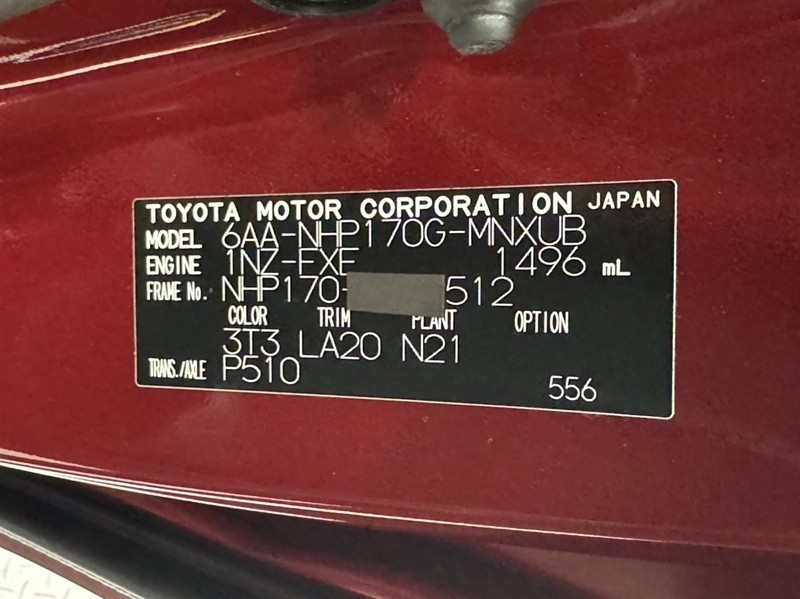 TOYOTA MOTOR CORPORATION JAPAN
MODEL 6AA-NHP170G-MNXUB
ENGINE 1NZ-FXE 1496 mL
FRAME No. NHP170- 512
COLOR TRIM PLANT OPTION
3T3 LA20 N21
TRANS./AXLE P510
556